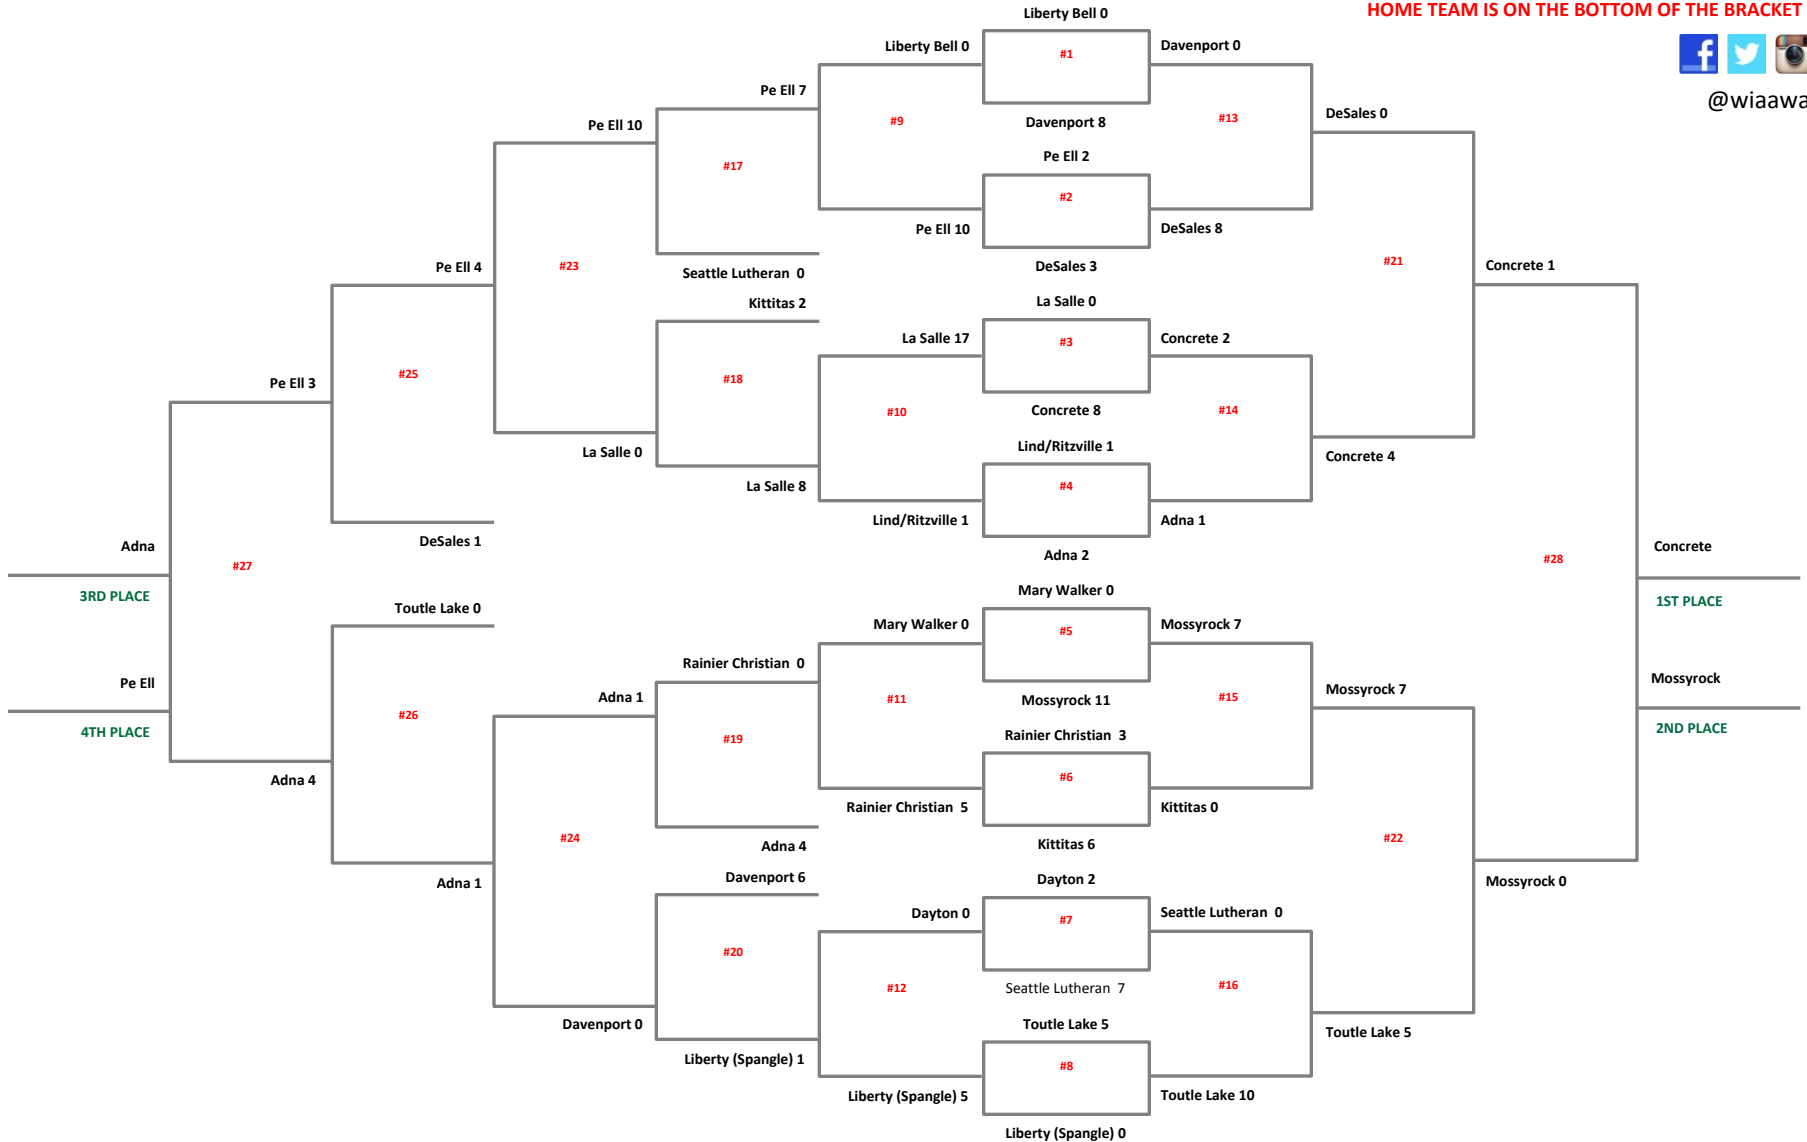 HOME TEAM IS ON THE BOTTOM OF THE BRACKET
@wiaawa
Liberty Bell 0
Liberty Bell 0
#1
Davenport 0
Pe Ell 7
Pe Ell 10
#9
Davenport 8
#13
DeSales 0
Pe Ell 2
#17
#2
Pe Ell 10
DeSales 8
Pe Ell 4
#23
Seattle Lutheran 0
DeSales 3
#21
Concrete 1
Kittitas 2
La Salle 0
La Salle 17
#3
Concrete 2
Pe Ell 3
#25
#18
#10
Concrete 8
#14
La Salle 0
Lind/Ritzville 1
Concrete 4
La Salle 8
#4
Lind/Ritzville 1
Adna 1
Adna
DeSales 1
Adna 2
Concrete
#27
#28
3RD PLACE
Mary Walker 0
1ST PLACE
Toutle Lake 0
Mary Walker 0
#5
Mossyrock 7
Rainier Christian 0
Pe Ell
Adna 1
Mossyrock 7
Mossyrock
#26
#11
Mossyrock 11
#15
4TH PLACE
#19
Rainier Christian 3
2ND PLACE
Adna 4
#6
Rainier Christian 5
Kittitas 0
#24
Adna 4
Kittitas 6
#22
Adna 1
Davenport 6
Dayton 2
Mossyrock 0
Dayton 0
#7
Seattle Lutheran 0
#20
#12
Seattle Lutheran 7
#16
Davenport 0
Toutle Lake 5
Toutle Lake 5
Liberty (Spangle) 1
#8
Liberty (Spangle) 5
Toutle Lake 10
Liberty (Spangle) 0